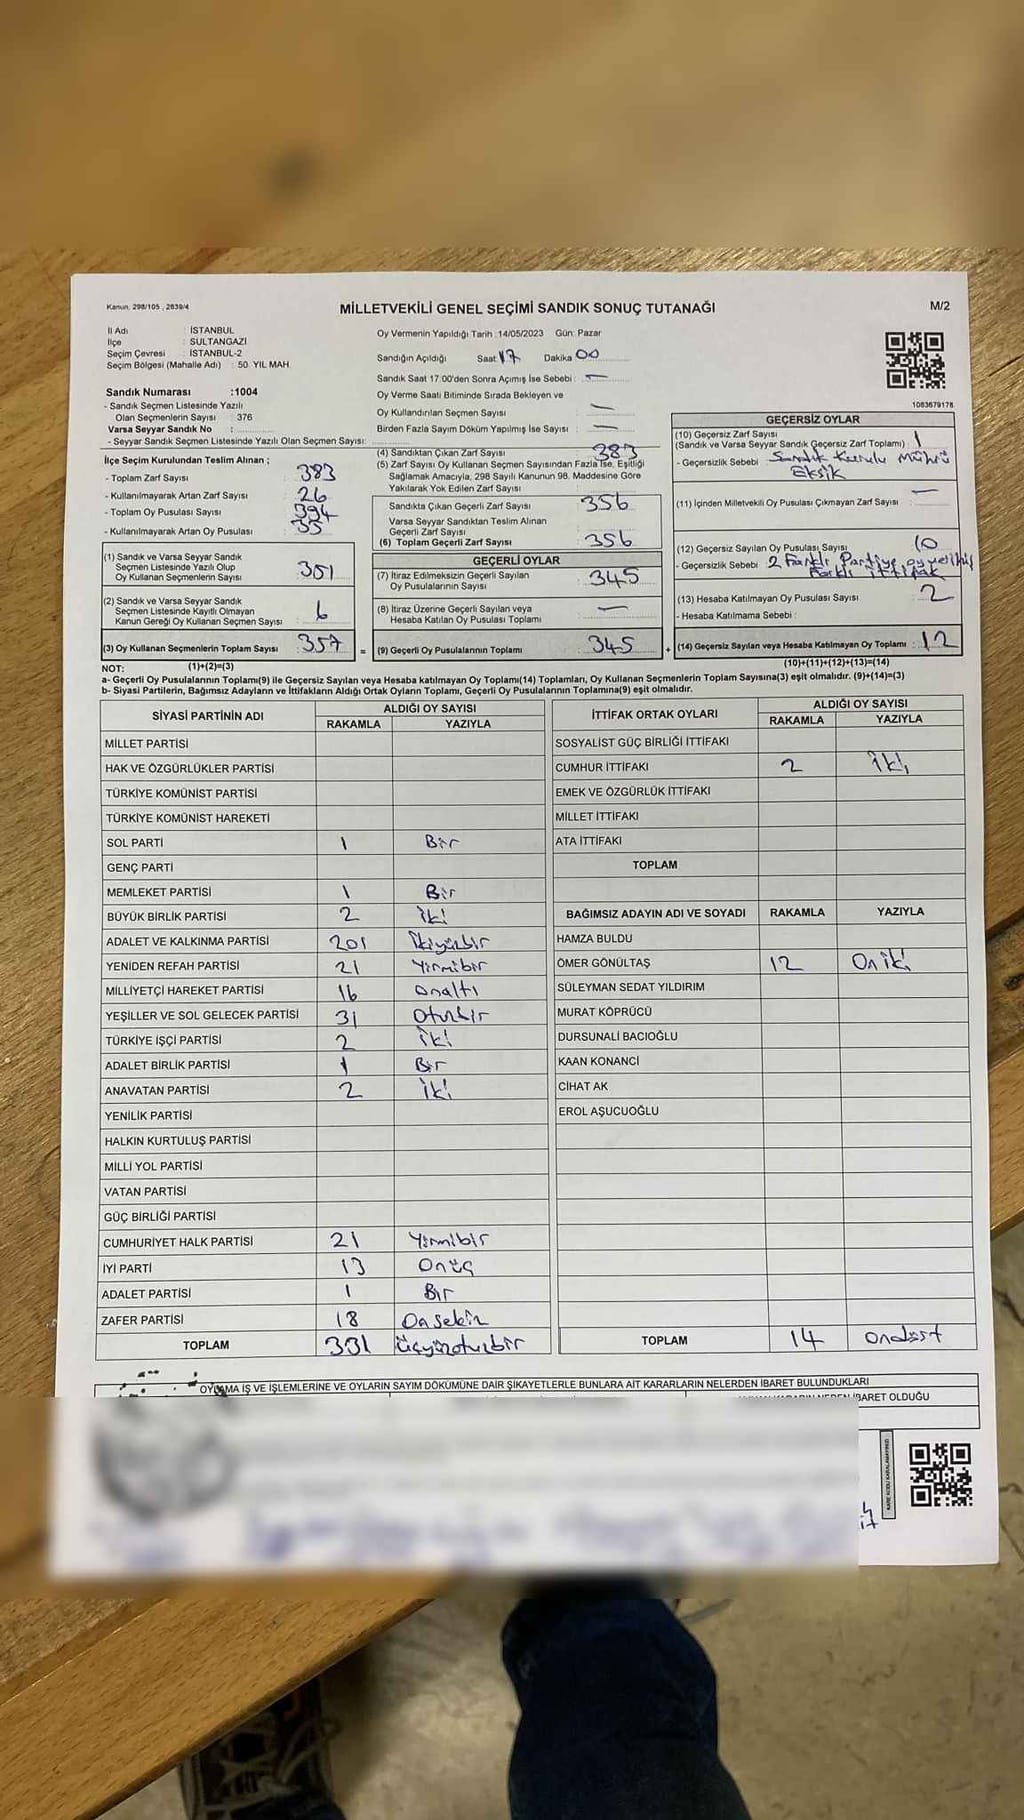 Kanun, 298/105 , 2839/4
MİLLETVEKİLİ GENEL SEÇİMİ SANDIK SONUÇ TUTANAĞI
M/2
İl Adı : İSTANBUL
İlçe : SULTANGAZİ
Seçim Çevresi : İSTANBUL-2
Seçim Bölgesi (Mahalle Adı) : 50. YIL MAH.
Sandık Numarası :1004
- Sandık Seçmen Listesinde Yazılı
Olan Seçmenlerin Sayısı : 376
Varsa Seyyar Sandık No :
- Seyyar Sandık Seçmen Listesinde Yazılı Olan Seçmen Sayısı:
İlçe Seçim Kurulundan Teslim Alınan ;
- Toplam Zarf Sayısı : 383
- Kullanılmayarak Artan Zarf Sayısı : 26
- Toplam Oy Pusulası Sayısı : 394
- Kullanılmayarak Artan Oy Pusulası : 35
(1) Sandık ve Varsa Seyyar Sandık
Seçmen Listesinde Yazılı Olup
Oy Kullanan Seçmenlerin Sayısı : 351
(2) Sandık ve Varsa Seyyar Sandık
Seçmen Listesinde Kayıtlı Olmayan
Kanun Gereği Oy Kullanan Seçmen Sayısı : 6
(3) Oy Kullanan Seçmenlerin Toplam Sayısı : 357 =
Oy Vermenin Yapıldığı Tarih :14/05/2023 Gün: Pazar
Sandığın Açıldığı Saat 17 Dakika 00
Sandık Saat 17:00'den Sonra Açımış İse Sebebi : —
Oy Verme Saati Bitiminde Sırada Bekleyen ve
Oy Kullandırılan Seçmen Sayısı : —
Birden Fazla Sayım Döküm Yapılmış İse Sayısı : —
(4) Sandıktan Çıkan Zarf Sayısı : 383
(5) Zarf Sayısı Oy Kullanan Seçmen Sayısından Fazla İse, Eşitliği
Sağlamak Amacıyla, 298 Sayılı Kanunun 98. Maddesine Göre
Yakılarak Yok Edilen Zarf Sayısı :
Sandıkta Çıkan Geçerli Zarf Sayısı : 356
Varsa Seyyar Sandıktan Teslim Alınan
Geçerli Zarf Sayısı :
(6) Toplam Geçerli Zarf Sayısı : 356
GEÇERLİ OYLAR
(7) İtiraz Edilmeksizin Geçerli Sayılan
Oy Pusulalarının Sayısı : 345
(8) İtiraz Üzerine Geçerli Sayılan veya
Hesaba Katılan Oy Pusulası Toplamı : —
(9) Geçerli Oy Pusulalarının Toplamı : 345 +
1083679178
GEÇERSİZ OYLAR
(10) Geçersiz Zarf Sayısı
(Sandık ve Varsa Seyyar Sandık Geçersiz Zarf Toplamı) : 1
- Geçersizlik Sebebi : Sandık Kurulu Mührü
Eksik
(11) İçinden Milletvekili Oy Pusulası Çıkmayan Zarf Sayısı : —
(12) Geçersiz Sayılan Oy Pusulası Sayısı : 10
- Geçersizlik Sebebi : 2 Farklı Partiye oy
Farklı ittifak
(13) Hesaba Katılmayan Oy Pusulası Sayısı : 2
- Hesaba Katılmama Sebebi :
(14) Geçersiz Sayılan veya Hesaba Katılmayan Oy Toplamı : 12
NOT: (1)+(2)=(3)
(10)+(11)+(12)+(13)=(14)
a- Geçerli Oy Pusulalarının Toplamı(9) ile Geçersiz Sayılan veya Hesaba katılmayan Oy Toplamı(14) Toplamları, Oy Kullanan Seçmenlerin Toplam Sayısına(3) eşit olmalıdır. (9)+(14)=(3)
b- Siyasi Partilerin, Bağımsız Adayların ve İttifakların Aldığı Ortak Oyların Toplamı, Geçerli Oy Pusulalarının Toplamına(9) eşit olmalıdır.
SİYASİ PARTİNİN ADI
ALDIĞI OY SAYISI
RAKAMLA YAZIYLA
MİLLET PARTİSİ
HAK VE ÖZGÜRLÜKLER PARTİSİ
TÜRKİYE KOMÜNİST PARTİSİ
TÜRKİYE KOMÜNİST HAREKETİ
SOL PARTİ 1 Bir
GENÇ PARTİ
MEMLEKET PARTİSİ 1 Bir
BÜYÜK BİRLİK PARTİSİ 2 İki
ADALET VE KALKINMA PARTİSİ 201 İkiyüzbir
YENİDEN REFAH PARTİSİ 21 Yirmibir
MİLLİYETÇİ HAREKET PARTİSİ 16 Onaltı
YEŞİLLER VE SOL GELECEK PARTİSİ 31 Otuzbir
TÜRKİYE İŞÇİ PARTİSİ 2 İki
ADALET BİRLİK PARTİSİ 1 Bir
ANAVATAN PARTİSİ 2 İki
YENİLİK PARTİSİ
HALKIN KURTULUŞ PARTİSİ
MİLLİ YOL PARTİSİ
VATAN PARTİSİ
GÜÇ BİRLİĞİ PARTİSİ
CUMHURİYET HALK PARTİSİ 21 Yirmibir
İYİ PARTİ 13 Onüç
ADALET PARTİSİ 1 Bir
ZAFER PARTİSİ 18 Onsekiz
TOPLAM 331 Üçyüzotuzbir
İTTİFAK ORTAK OYLARI
ALDIĞI OY SAYISI
RAKAMLA YAZIYLA
SOSYALİST GÜÇ BİRLİĞİ İTTİFAKI
CUMHUR İTTİFAKI 2 İki
EMEK VE ÖZGÜRLÜK İTTİFAKI
MİLLET İTTİFAKI
ATA İTTİFAKI
TOPLAM
BAĞIMSIZ ADAYIN ADI VE SOYADI RAKAMLA YAZIYLA
HAMZA BULDU
ÖMER GÖNÜLTAŞ 12 Oniki
SÜLEYMAN SEDAT YILDIRIM
MURAT KÖPRÜCÜ
DURSUNALİ BACIOĞLU
KAAN KONANCİ
CİHAT AK
EROL AŞUCUOĞLU
TOPLAM 14 Ondört
OYLAMA İŞ VE İŞLEMLERİNE VE OYLARIN SAYIM DÖKÜMÜNE DAİR ŞİKAYETLERLE BUNLARA AİT KARARLARIN NELERDEN İBARET BULUNDUKLARI
KARARIN NEDEN İBARET OLDUĞU